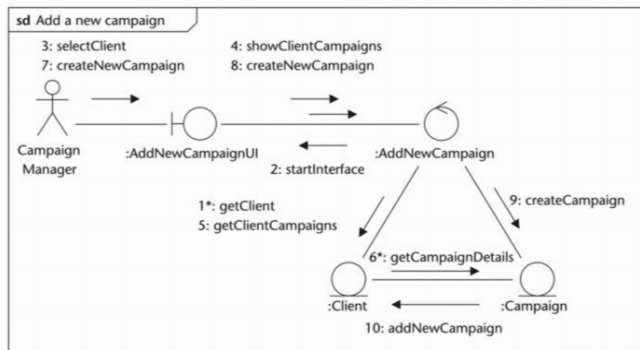 sd Add a new campaign
3: selectClient
7: createNewCampaign
4: showClientCampaigns
8: createNewCampaign
Campaign
Manager
:AddNewCampaignUI
:AddNewCampaign
2: startInterface
1*: getClient
5: getClientCampaigns
9: createCampaign
6*: getCampaignDetails
:Client
:Campaign
10: addNewCampaign